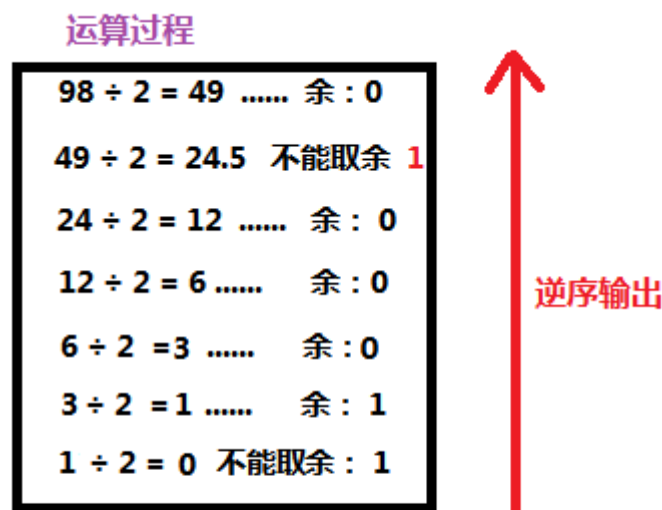 运算过程
98 ÷ 2 = 49 ...... 余：0
49 ÷ 2 = 24.5 不能取余 1
24 ÷ 2 = 12 ...... 余： 0
12 ÷ 2 = 6 ...... 余：0
6 ÷ 2 =3 ...... 余：0
3 ÷ 2 = 1 ...... 余： 1
1 ÷ 2 = 0 不能取余： 1
逆序输出